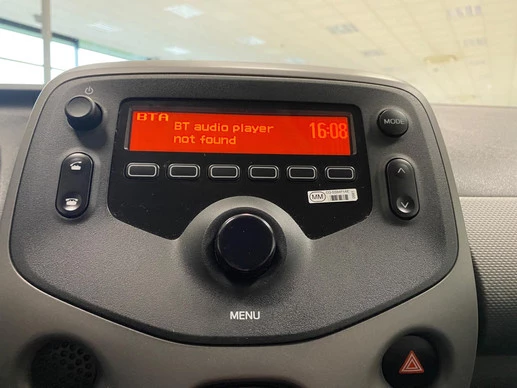 BTA
BT audio player
not found
16:08
MODE
MM
MENU